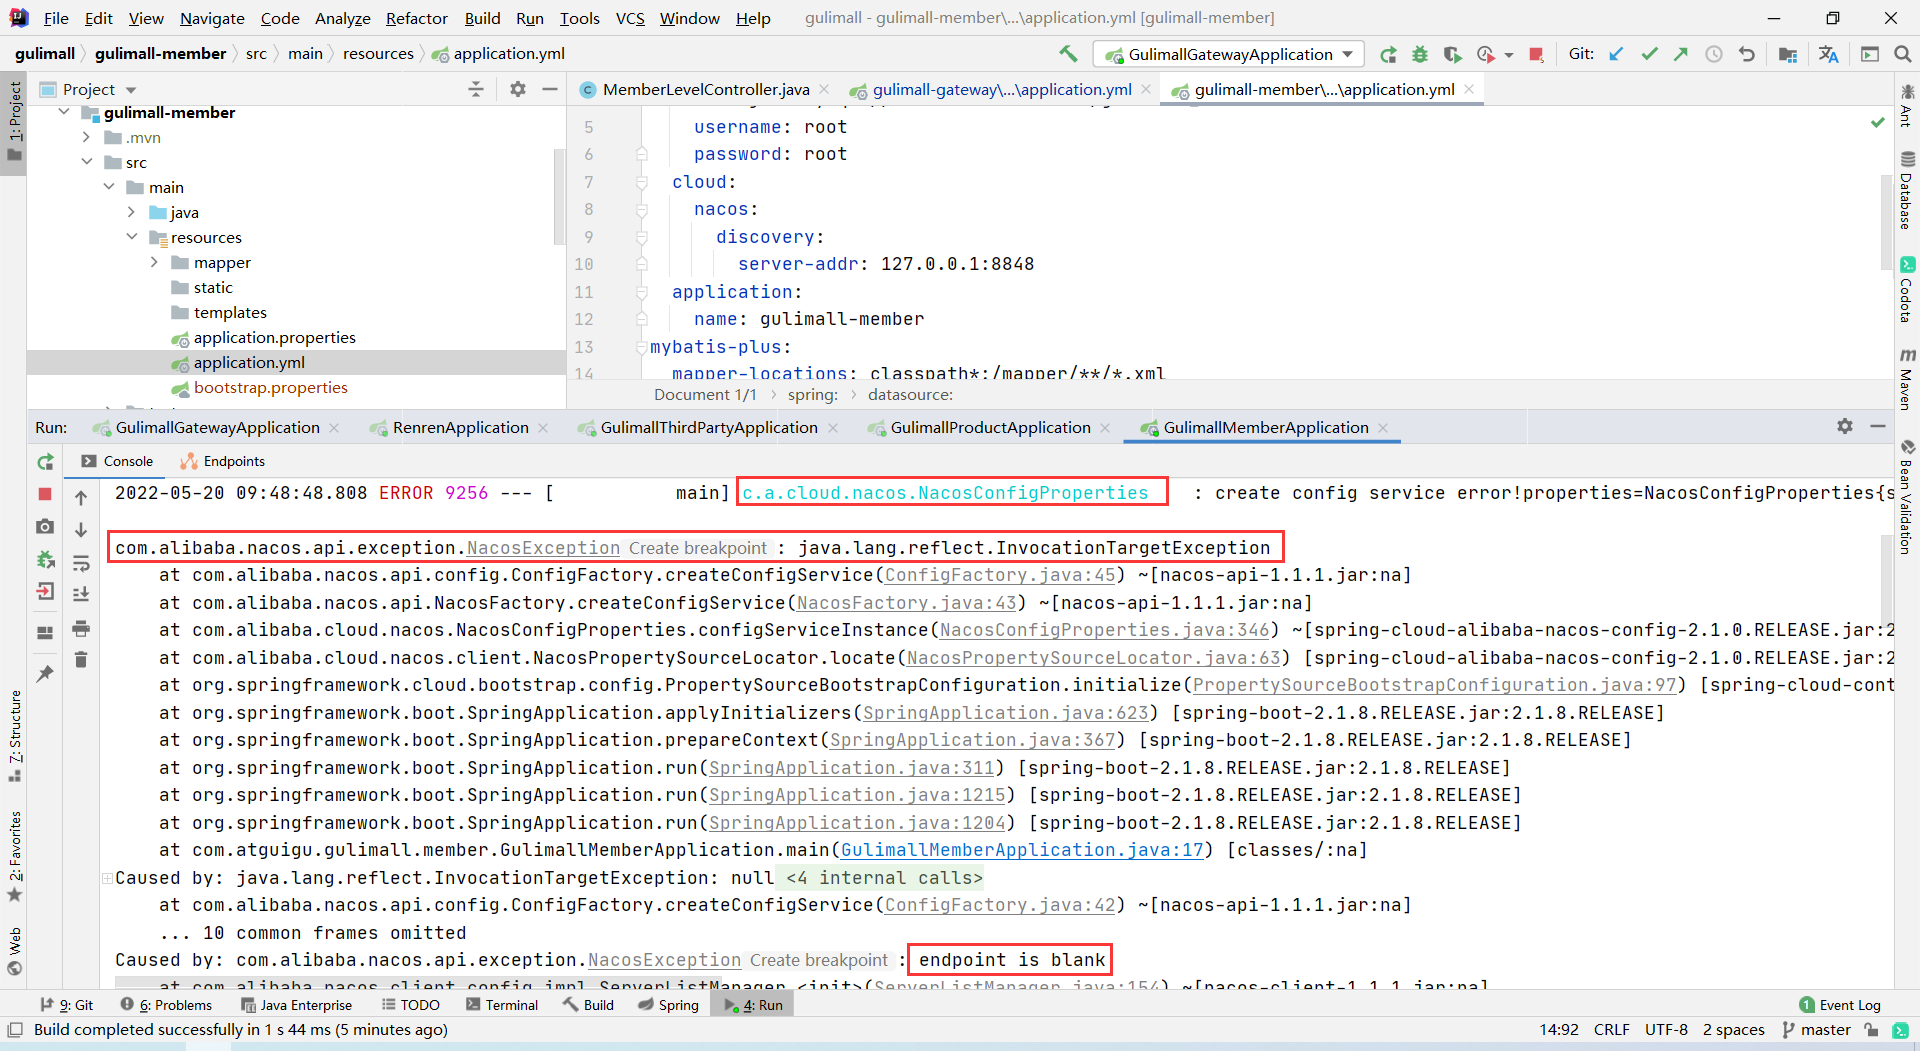 File Edit View Navigate Code Analyze Refactor Build Run Tools VCS Window Help gulimall - gulimall-member\...\application.yml [gulimall-member]
gulimall gulimall-member src main resources application.yml GulimallGatewayApplication Git:
Project
MemberLevelController.java gulimall-gateway\...\application.yml gulimall-member\...\application.yml
1: Project
gulimall-member
.mvn
src
main
java
resources
mapper
static
templates
application.properties
application.yml
bootstrap.properties
5 username: root
6 password: root
7 cloud:
8 nacos:
9 discovery:
10 server-addr: 127.0.0.1:8848
11 application:
12 name: gulimall-member
13 mybatis-plus:
14 mapper-locations: classpath*:/mapper/**/*.xml
Document 1/1 spring: datasource:
Ant
Database
Codota
Maven
Bean Validation
Run: GulimallGatewayApplication RenrenApplication GulimallThirdPartyApplication GulimallProductApplication GulimallMemberApplication
Console Endpoints
2022-05-20 09:48:48.808 ERROR 9256 --- [ main] c.a.cloud.nacos.NacosConfigProperties : create config service error!properties=NacosConfigProperties{s
com.alibaba.nacos.api.exception.NacosException Create breakpoint : java.lang.reflect.InvocationTargetException
at com.alibaba.nacos.api.config.ConfigFactory.createConfigService(ConfigFactory.java:45) ~[nacos-api-1.1.1.jar:na]
at com.alibaba.nacos.api.NacosFactory.createConfigService(NacosFactory.java:43) ~[nacos-api-1.1.1.jar:na]
at com.alibaba.cloud.nacos.NacosConfigProperties.configServiceInstance(NacosConfigProperties.java:346) ~[spring-cloud-alibaba-nacos-config-2.1.0.RELEASE.jar:2
at com.alibaba.cloud.nacos.client.NacosPropertySourceLocator.locate(NacosPropertySourceLocator.java:63) [spring-cloud-alibaba-nacos-config-2.1.0.RELEASE.jar:2
at org.springframework.cloud.bootstrap.config.PropertySourceBootstrapConfiguration.initialize(PropertySourceBootstrapConfiguration.java:97) [spring-cloud-cont
at org.springframework.boot.SpringApplication.applyInitializers(SpringApplication.java:623) [spring-boot-2.1.8.RELEASE.jar:2.1.8.RELEASE]
at org.springframework.boot.SpringApplication.prepareContext(SpringApplication.java:367) [spring-boot-2.1.8.RELEASE.jar:2.1.8.RELEASE]
at org.springframework.boot.SpringApplication.run(SpringApplication.java:311) [spring-boot-2.1.8.RELEASE.jar:2.1.8.RELEASE]
at org.springframework.boot.SpringApplication.run(SpringApplication.java:1215) [spring-boot-2.1.8.RELEASE.jar:2.1.8.RELEASE]
at org.springframework.boot.SpringApplication.run(SpringApplication.java:1204) [spring-boot-2.1.8.RELEASE.jar:2.1.8.RELEASE]
at com.atguigu.gulimall.member.GulimallMemberApplication.main(GulimallMemberApplication.java:17) [classes/:na]
Caused by: java.lang.reflect.InvocationTargetException: null <4 internal calls>
at com.alibaba.nacos.api.config.ConfigFactory.createConfigService(ConfigFactory.java:42) ~[nacos-api-1.1.1.jar:na]
... 10 common frames omitted
Caused by: com.alibaba.nacos.api.exception.NacosException Create breakpoint : endpoint is blank
at com.alibaba.nacos.client.config.impl.ServerListManager.<init>(ServerListManager.java:154) ~[nacos-client-1.1.1.jar:na]
7: Structure
2: Favorites
Web
9: Git 6: Problems Java Enterprise TODO Terminal Build Spring 4: Run 1 Event Log
Build completed successfully in 1 s 44 ms (5 minutes ago) 14:92 CRLF UTF-8 2 spaces master